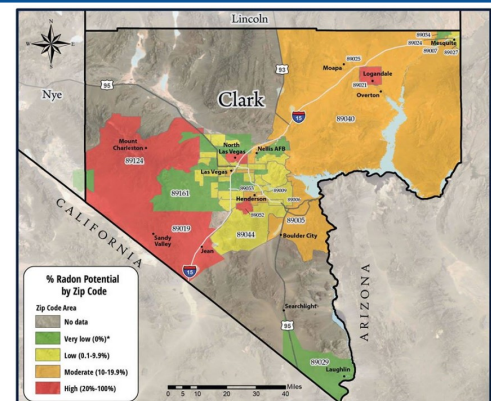 Lincoln
N
95
93
Nye
Clark
Moapa
89025
Logandale
89021
Overton
89040
89034
89024
Mesquite
89007
89027
15
Mount
Charleston
89124
North
Las Vegas
Nellis AFB
Las Vegas
89161
Henderson
89052
89019
89044
89005
Boulder City
Sandy
Valley
Jean
15
CALIFORNIA
ARIZONA
Searchlight
95
89029
Laughlin
% Radon Potential
by Zip Code
Zip Code Area
No data
Very low (0%)*
Low (0.1-9.9%)
Moderate (10-19.9%)
High (20%-100%)
0 5 10 20 30 40
Miles